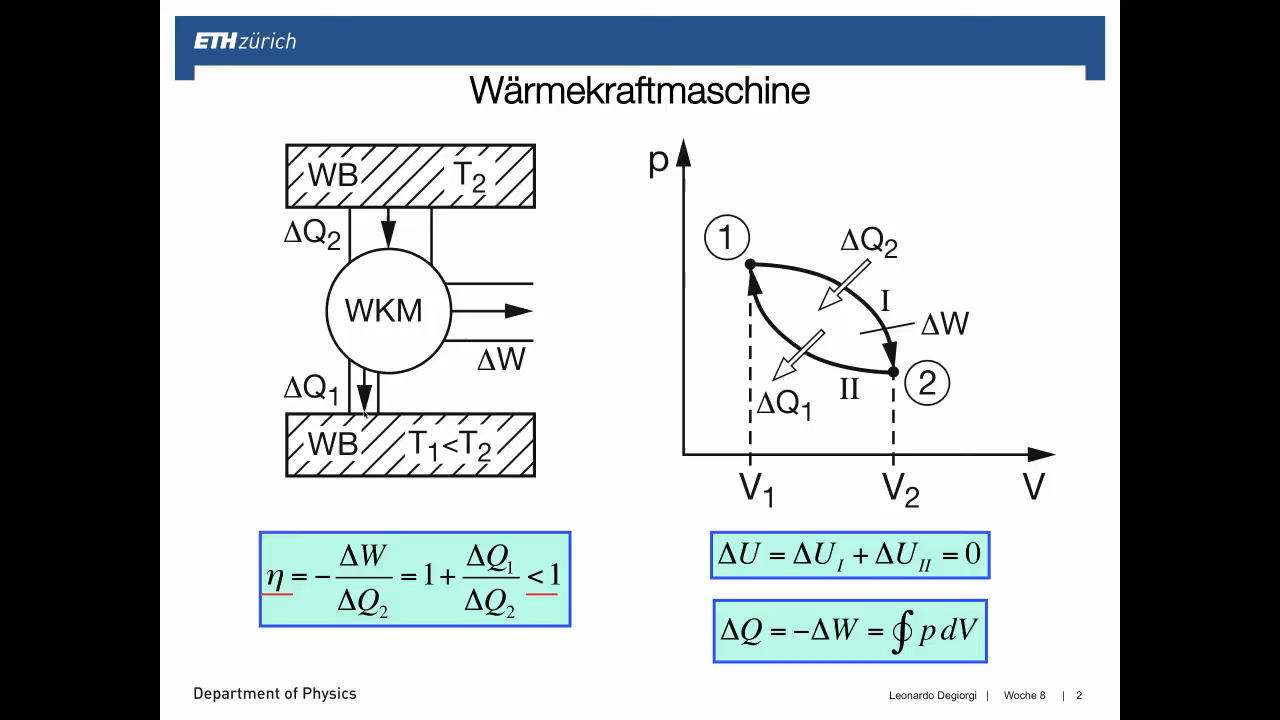 ETH zürich
Wärmekraftmaschine
WB T₂
ΔQ₂
WKM
ΔW
ΔQ₁
WB T₁<T₂
p
1
ΔQ₂
I
ΔW
II
2
ΔQ₁
V₁ V₂ V
η = − ΔW/ΔQ₂ = 1 + ΔQ₁/ΔQ₂ < 1
ΔU = ΔU_I + ΔU_II = 0
ΔQ = −ΔW = ∮ p dV
Department of Physics
Leonardo Degiorgi | Woche 8 | 2